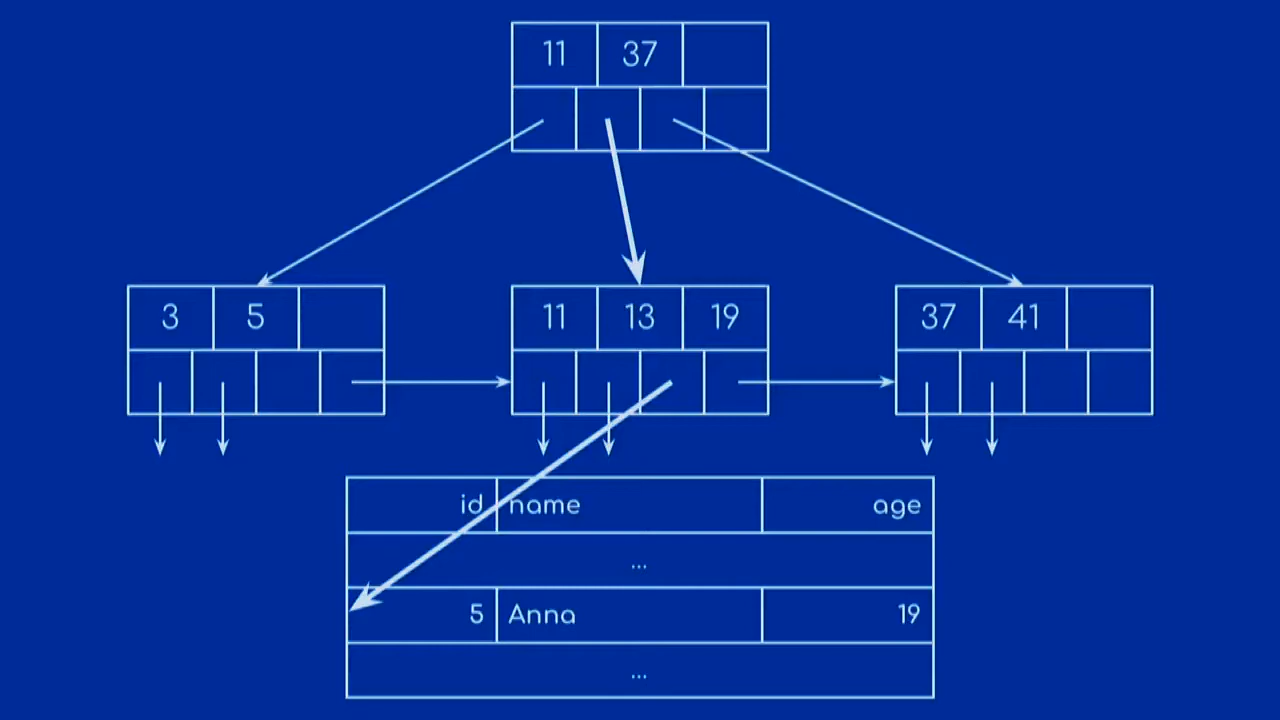 11 37
3 5
11 13 19
37 41
id name age
...
5 Anna 19
...